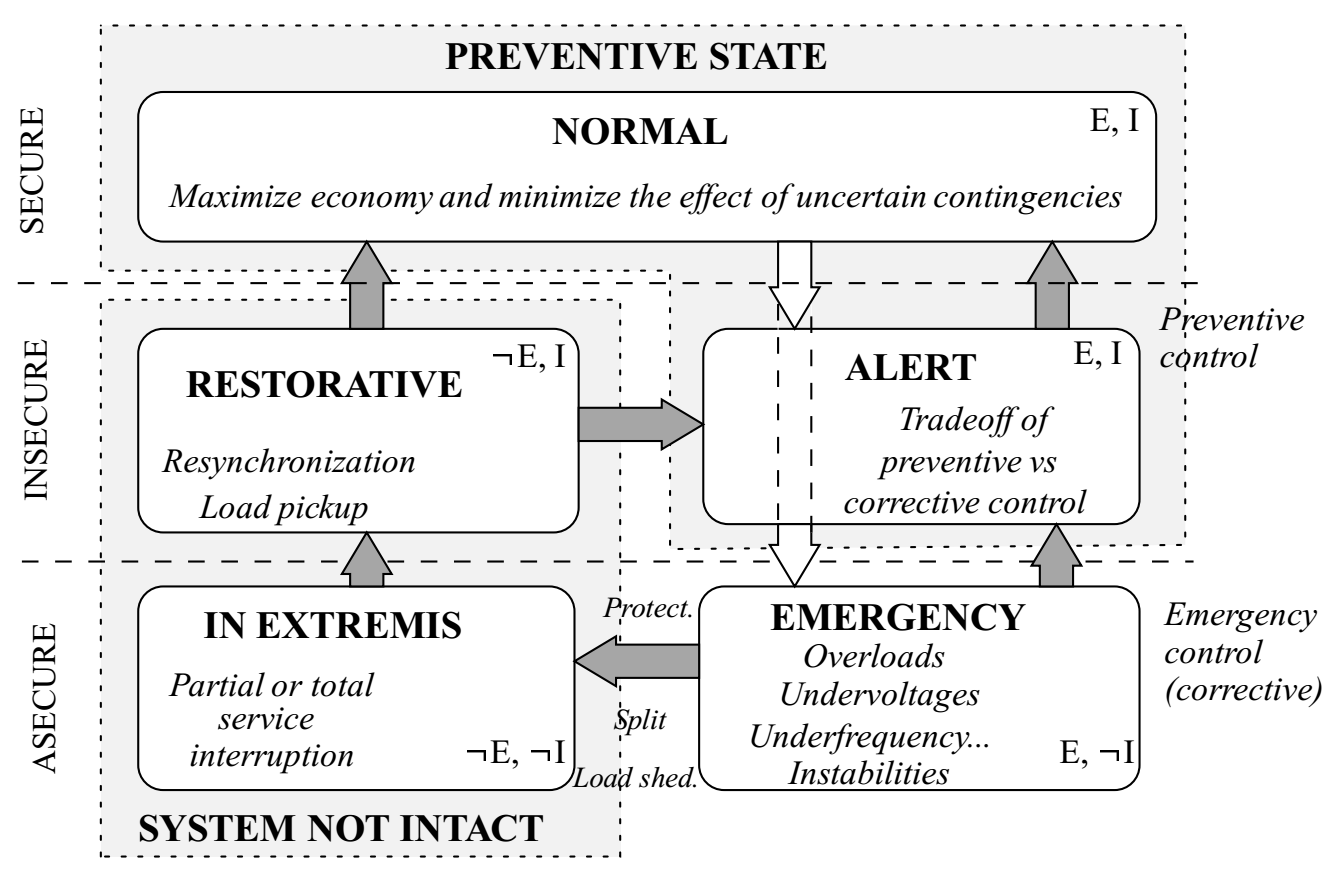 PREVENTIVE STATE
SECURE
NORMAL
E, I
Maximize economy and minimize the effect of uncertain contingencies
INSECURE
RESTORATIVE
¬E, I
Resynchronization
Load pickup
ALERT
E, I
Tradeoff of
preventive vs
corrective control
Preventive
control
ASECURE
IN EXTREMIS
Partial or total
service
interruption
¬E, ¬I
Protect.
Split
Load shed.
EMERGENCY
Overloads
Undervoltages
Underfrequency...
Instabilities
E, ¬I
Emergency
control
(corrective)
SYSTEM NOT INTACT